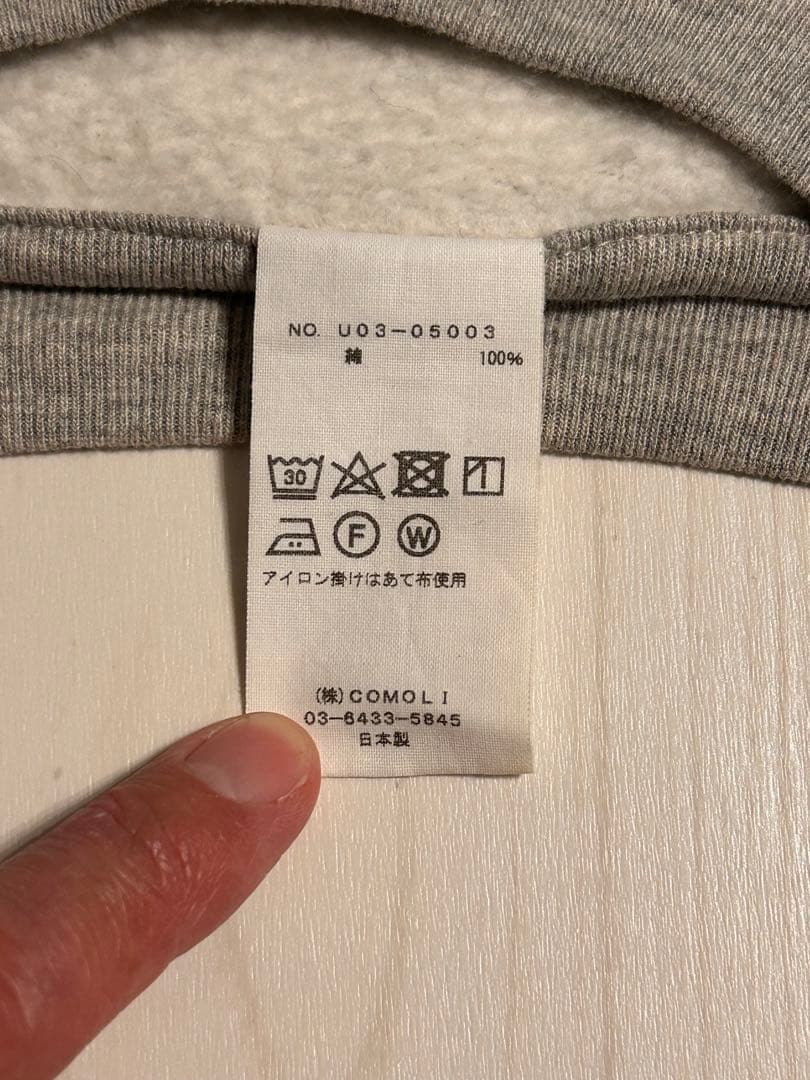 NO. U03-05003
綿 100%
30
F W
アイロン掛けはあて布使用
(株)COMOLI
03-6433-5845
日本製